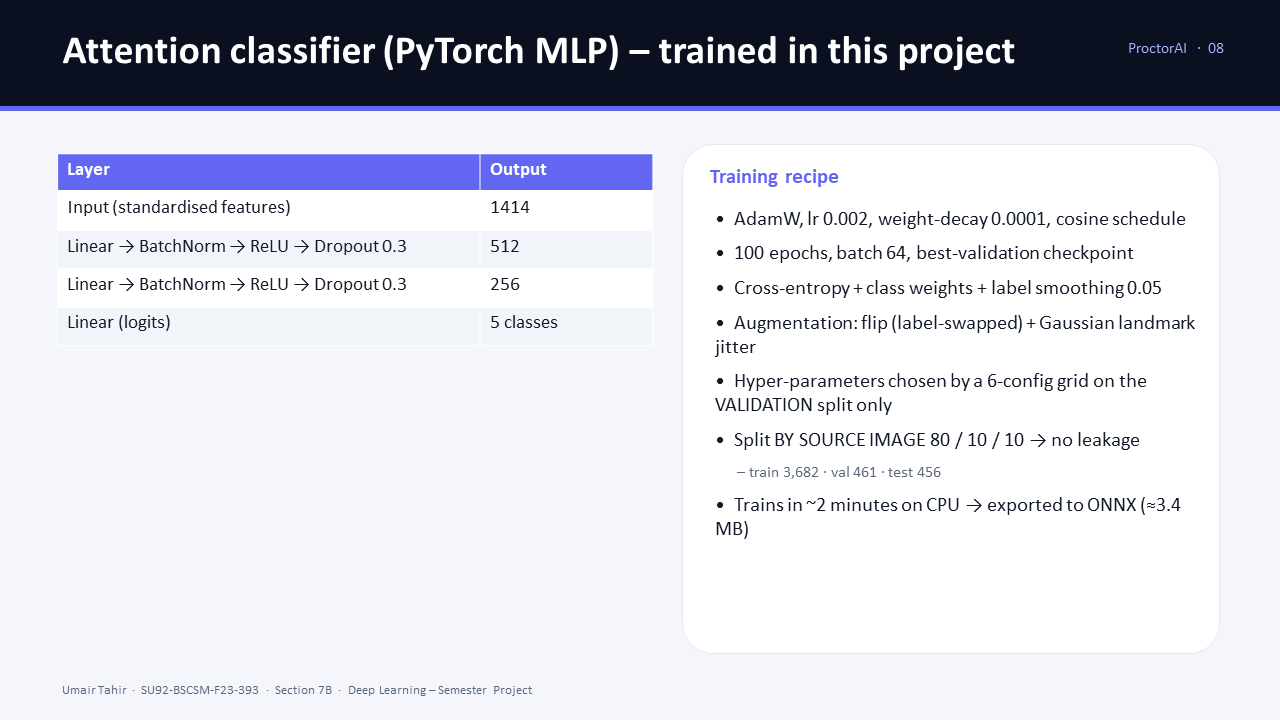 Attention classifier (PyTorch MLP) – trained in this project
ProctorAI · 08
Layer Output
Input (standardised features) 1414
Linear → BatchNorm → ReLU → Dropout 0.3 512
Linear → BatchNorm → ReLU → Dropout 0.3 256
Linear (logits) 5 classes
Training recipe
• AdamW, lr 0.002, weight-decay 0.0001, cosine schedule
• 100 epochs, batch 64, best-validation checkpoint
• Cross-entropy + class weights + label smoothing 0.05
• Augmentation: flip (label-swapped) + Gaussian landmark
jitter
• Hyper-parameters chosen by a 6-config grid on the
VALIDATION split only
• Split BY SOURCE IMAGE 80 / 10 / 10 → no leakage
– train 3,682 · val 461 · test 456
• Trains in ~2 minutes on CPU → exported to ONNX (≈3.4
MB)
Umair Tahir · SU92-BSCSM-F23-393 · Section 7B · Deep Learning – Semester Project